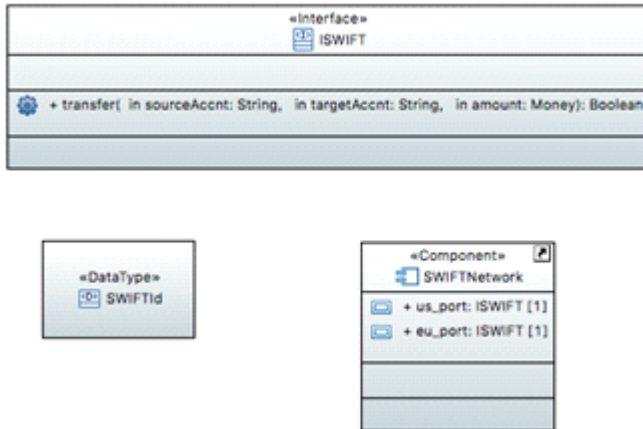 «Interface»
ISWIFT
+ transfer( in sourceAccnt: String, in targetAccnt: String, in amount: Money): Boolean
«DataType»
SWIFTId
«Component»
SWIFTNetwork
+ us_port: ISWIFT [1]
+ eu_port: ISWIFT [1]